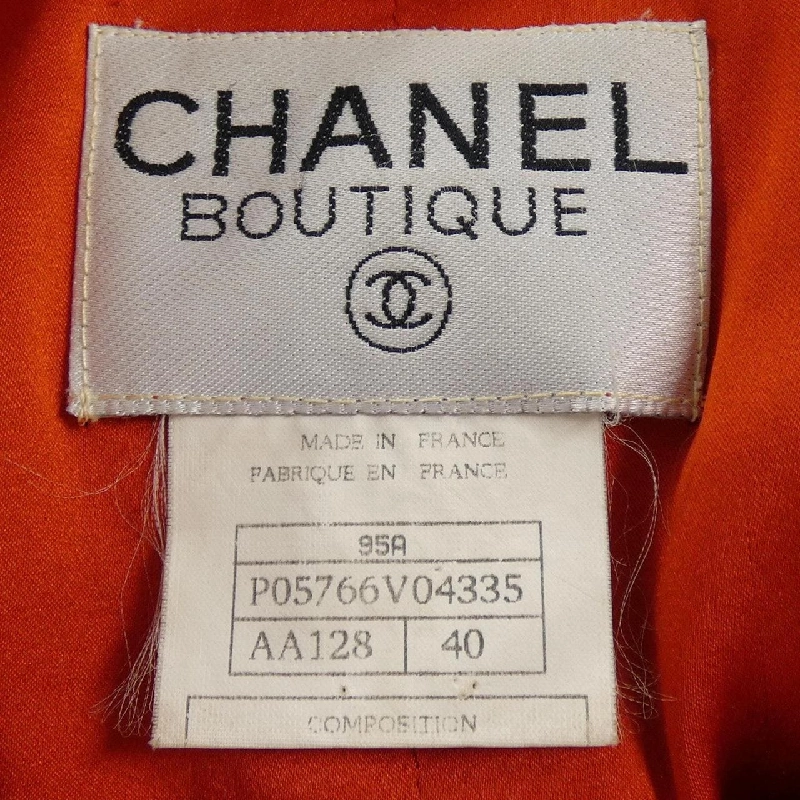 CHANEL
BOUTIQUE
MADE IN FRANCE
FABRIQUE EN FRANCE
95A
P05766V04335
AA128 40
COMPOSITION